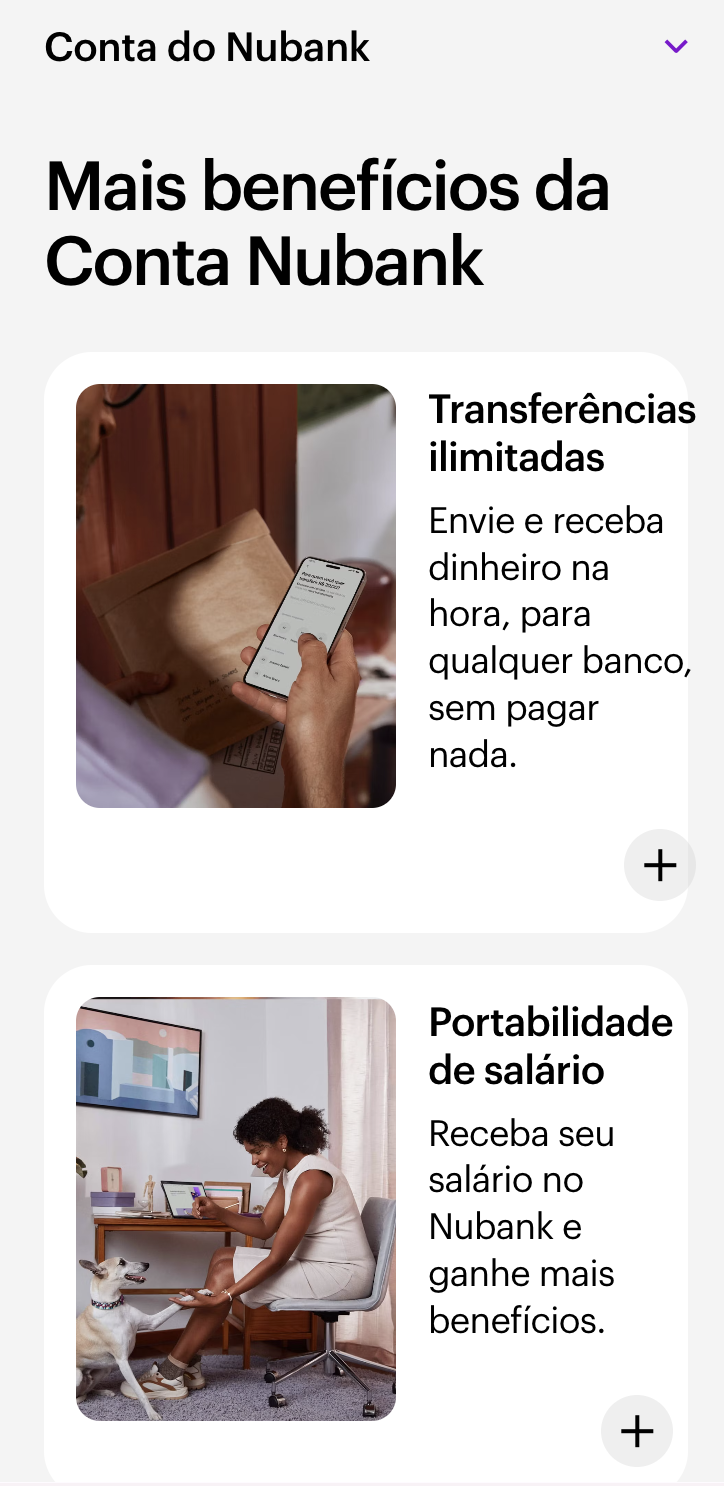 Conta do Nubank
Mais benefícios da
Conta Nubank
Transferências
ilimitadas
Envie e receba
dinheiro na
hora, para
qualquer banco,
sem pagar
nada.
Portabilidade
de salário
Receba seu
salário no
Nubank e
ganhe mais
benefícios.